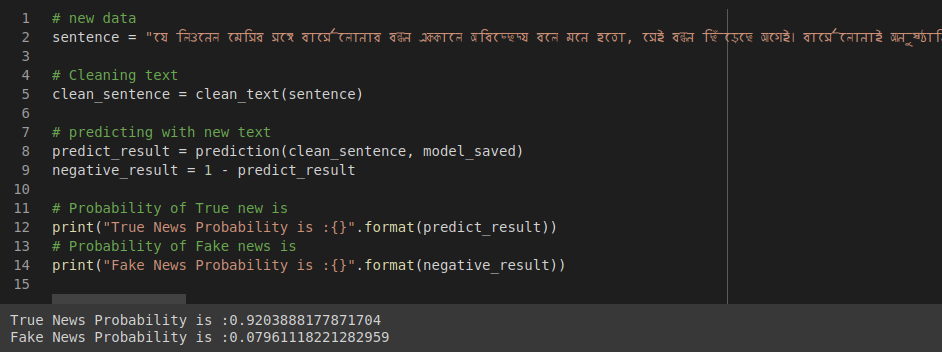 1 # new data
2 sentence = "যে লিওনেল মেসির সঙ্গে বার্সেলোনার বন্ধন এককালে অবিচ্ছেদ্য বলে মনে হতো, সেই বন্ধন ছিঁড়েছে আগেই। বার্সেলোনাই
3
4 # Cleaning text
5 clean_sentence = clean_text(sentence)
6
7 # predicting with new text
8 predict_result = prediction(clean_sentence, model_saved)
9 negative_result = 1 - predict_result
10
11 # Probability of True new is
12 print("True News Probability is :{}".format(predict_result))
13 # Probability of Fake news is
14 print("Fake News Probability is :{}".format(negative_result))
15
True News Probability is :0.9203888177871704
Fake News Probability is :0.07961118221282959